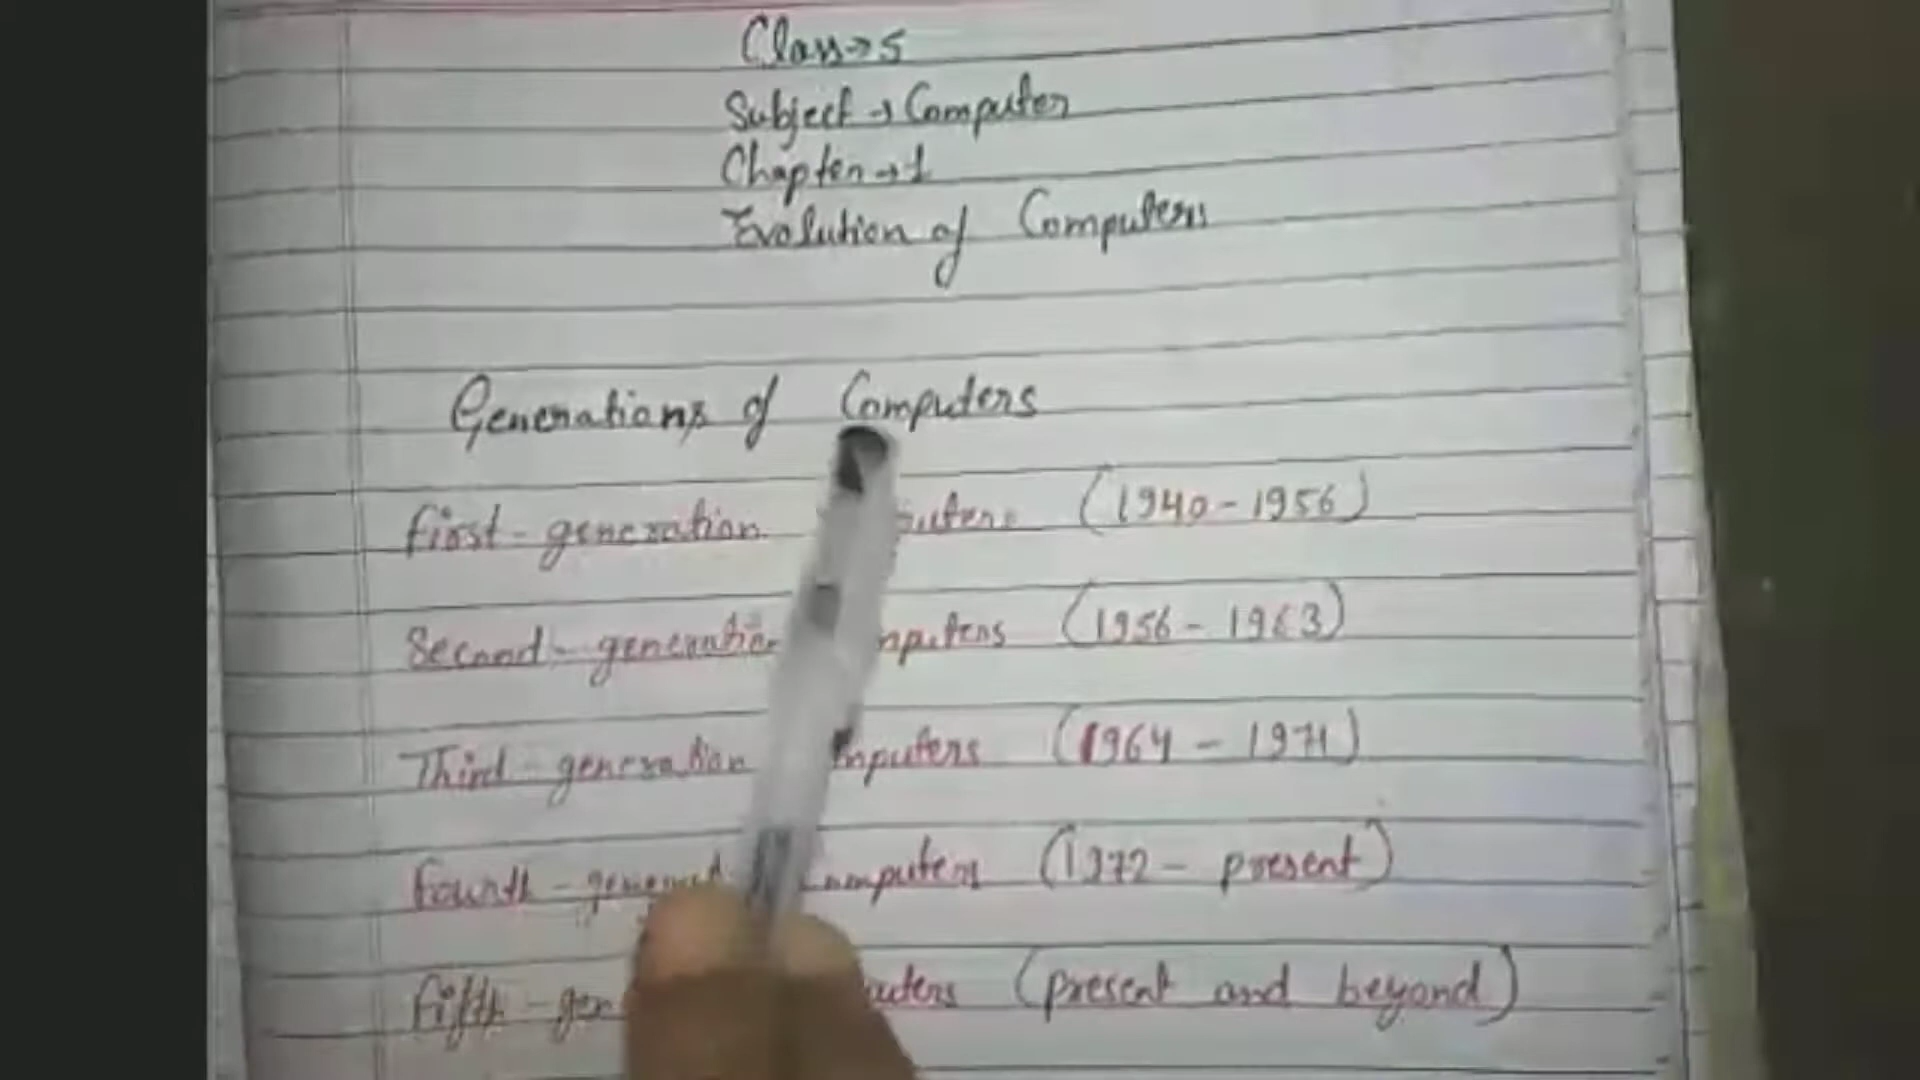 Class→5
Subject→Computer
Chapter→1
Evolution of Computers
Generations of Computers
First-generation (1940-1956)
Second-generation (1956-1963)
Third-generation (1964-1971)
Fourth- (1972-present)
Fifth- (present and beyond)